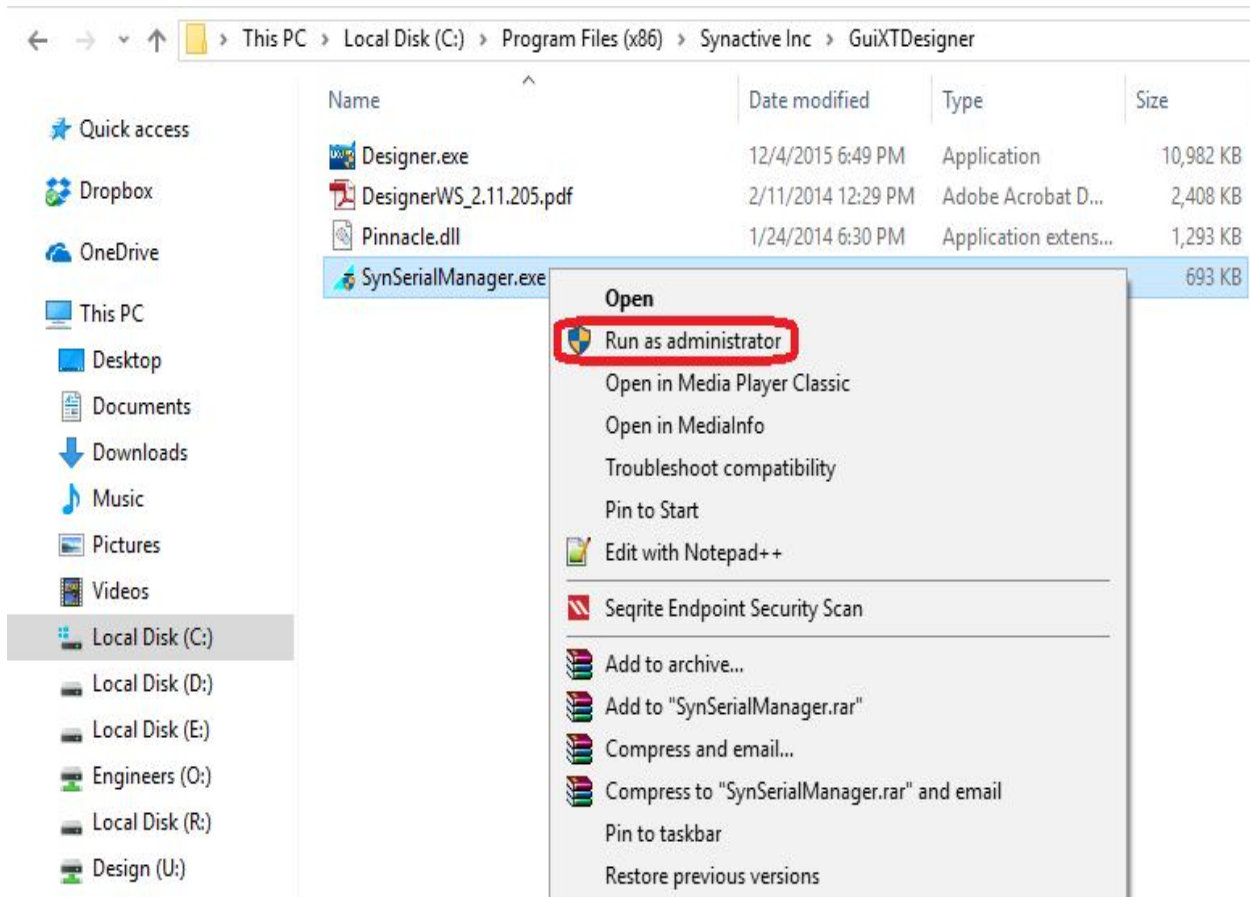 This PC > Local Disk (C:) > Program Files (x86) > Synactive Inc > GuiXTDesigner
Name Date modified Type Size
Quick access
Dropbox
OneDrive
This PC
Desktop
Documents
Downloads
Music
Pictures
Videos
Local Disk (C:)
Local Disk (D:)
Local Disk (E:)
Engineers (O:)
Local Disk (R:)
Design (U:)
Designer.exe 12/4/2015 6:49 PM Application 10,982 KB
DesignerWS_2.11.205.pdf 2/11/2014 12:29 PM Adobe Acrobat D... 2,408 KB
Pinnacle.dll 1/24/2014 6:30 PM Application extens... 1,293 KB
SynSerialManager.exe 693 KB
Open
Run as administrator
Open in Media Player Classic
Open in MediaInfo
Troubleshoot compatibility
Pin to Start
Edit with Notepad++
Seqrite Endpoint Security Scan
Add to archive...
Add to "SynSerialManager.rar"
Compress and email...
Compress to "SynSerialManager.rar" and email
Pin to taskbar
Restore previous versions